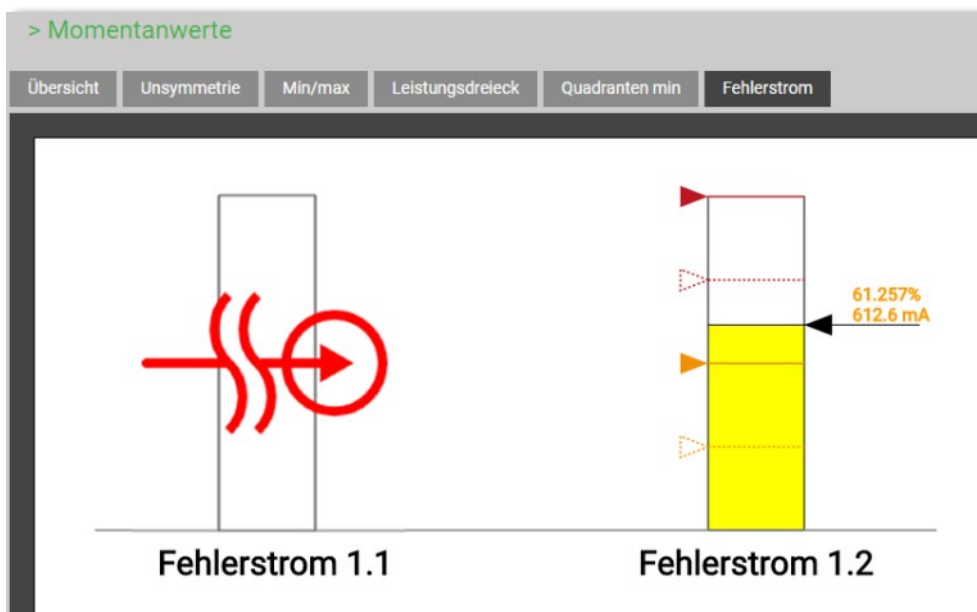 > Momentanwerte
Übersicht
Unsymmetrie
Min/max
Leistungsdreieck
Quadranten min
Fehlerstrom
61.257%
612.6 mA
Fehlerstrom 1.1
Fehlerstrom 1.2